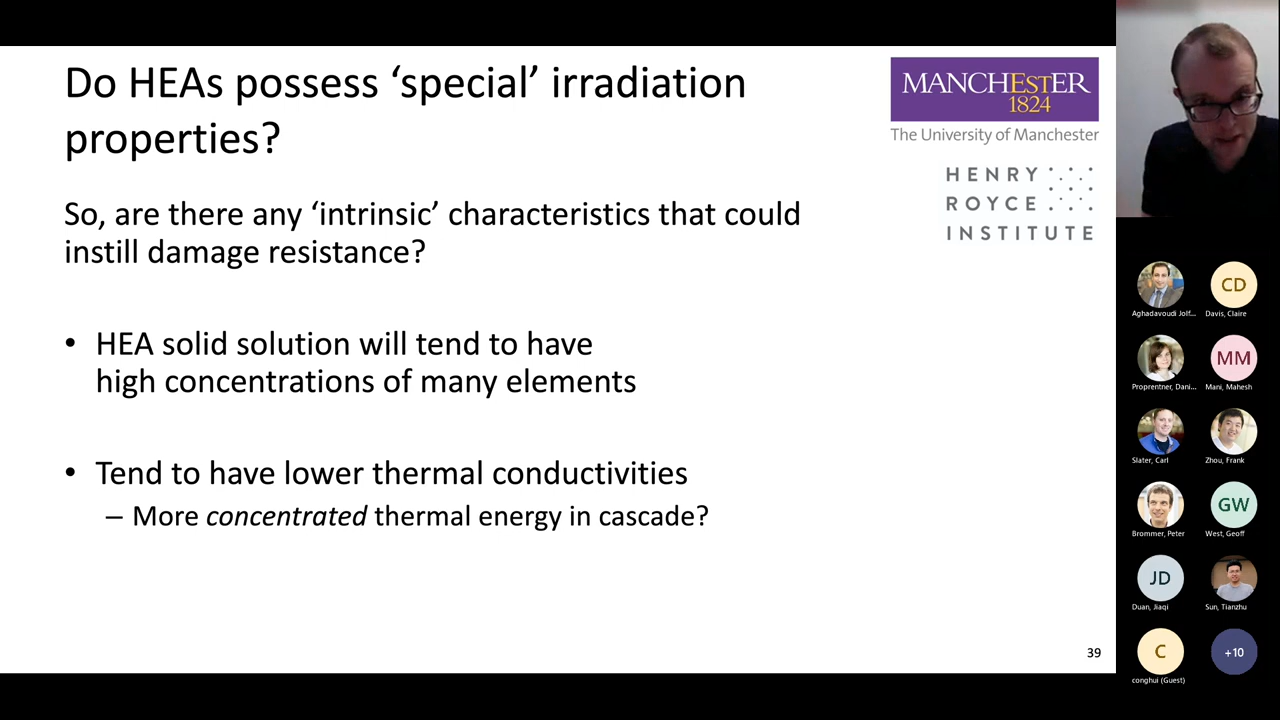 Do HEAs possess ‘special’ irradiation
properties?
So, are there any ‘intrinsic’ characteristics that could
instill damage resistance?
• HEA solid solution will tend to have
high concentrations of many elements
• Tend to have lower thermal conductivities
– More concentrated thermal energy in cascade?
MANCHESTER
1824
The University of Manchester
HENRY
ROYCE
INSTITUTE
39
CD
Aghadavoudi Jolf...
Davis, Claire
MM
Proprentner, Dani...
Mani, Mahesh
Slater, Carl
Zhou, Frank
GW
Brommer, Peter
West, Geoff
JD
Duan, Jiaqi
Sun, Tianzhu
C
+10
conghui (Guest)